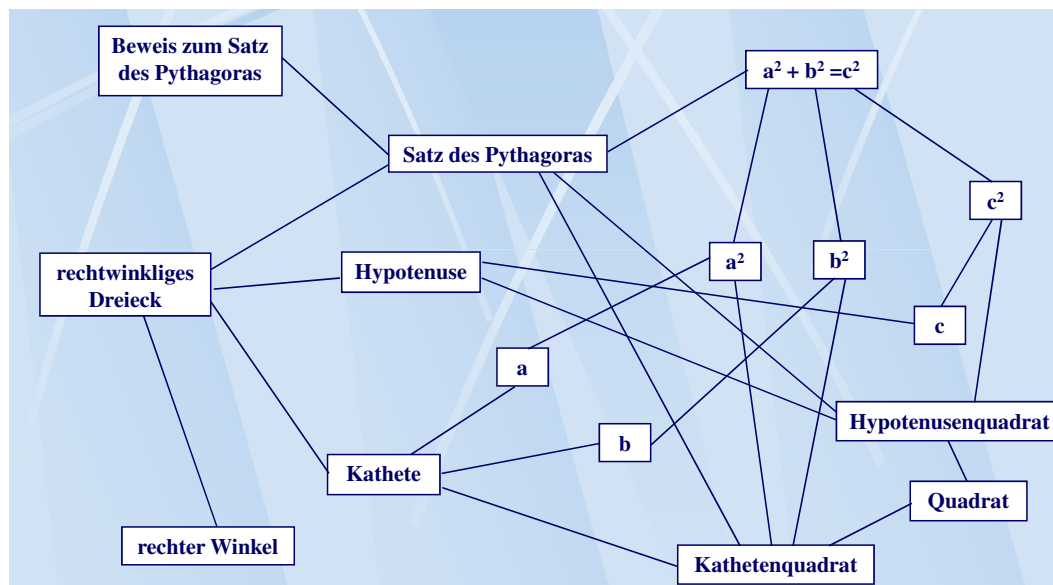 Beweis zum Satz
des Pythagoras
a² + b² =c²
Satz des Pythagoras
c²
rechtwinkliges
Dreieck
Hypotenuse
a²
b²
c
a
Hypotenusenquadrat
b
Kathete
Quadrat
rechter Winkel
Kathetenquadrat